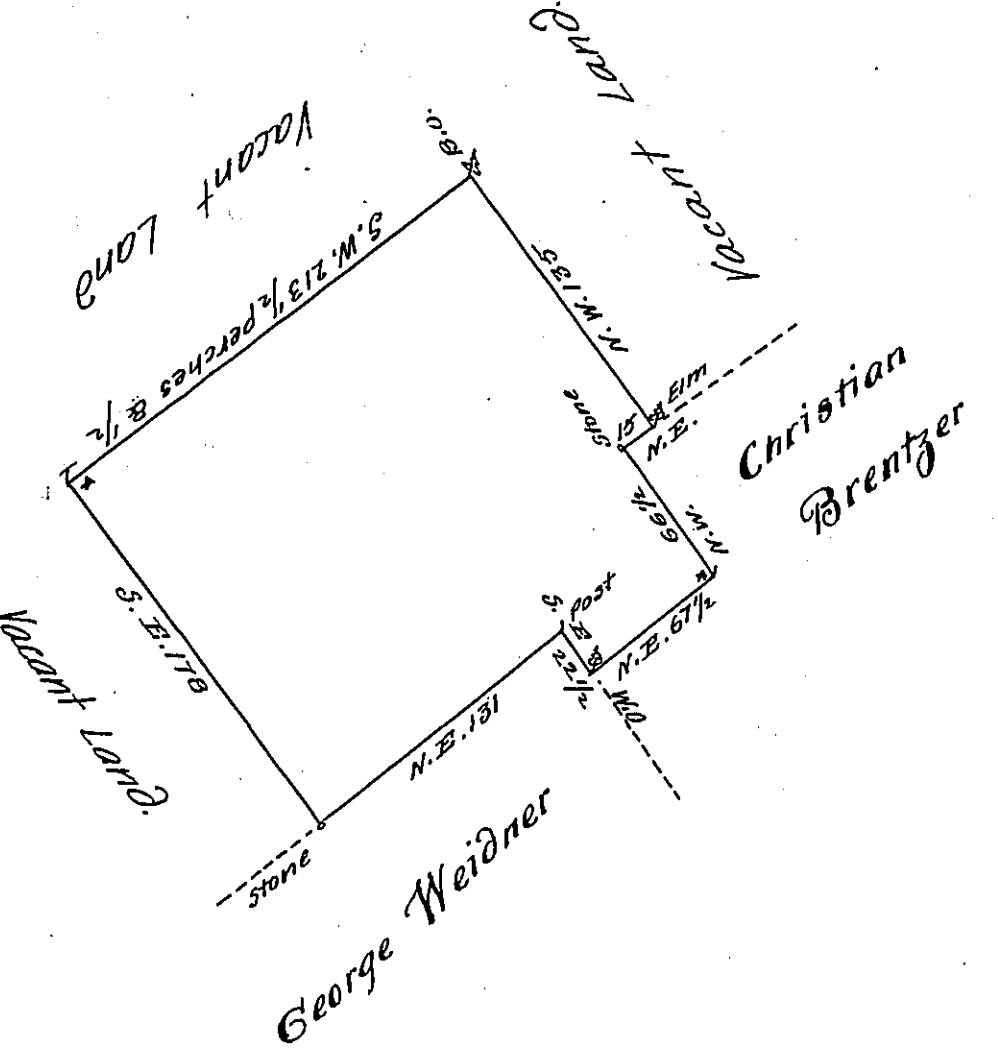 Vacant Land.
Vacant Land
B.O.
S.W. 213 1/2 perches & 1/2
N.W. 135
Elm
Stone
15
N.E.
Christian
Brentzer
N.W.
66 1/2
N.E. 67 1/2
post
S.
E.
22 1/2
W.O
N.E. 131
S.E. 178
Vacant Land.
Stone
George Weidner